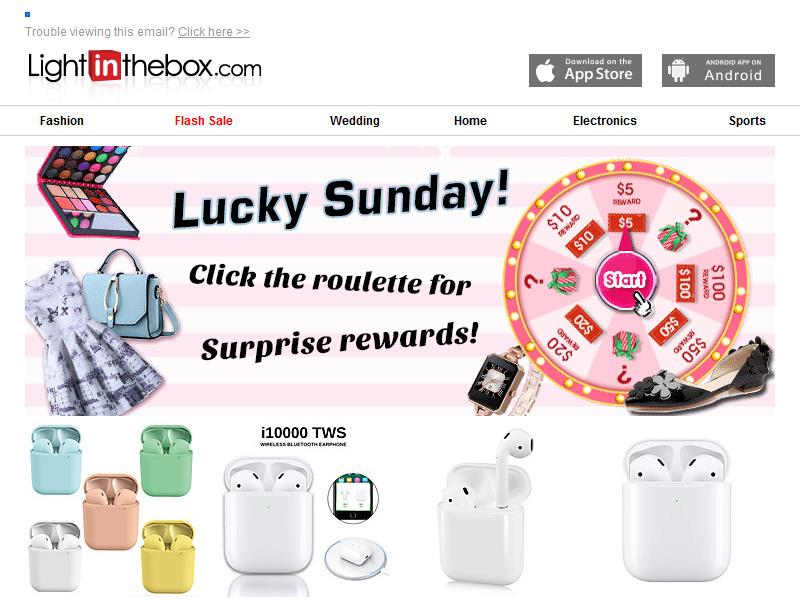 Trouble viewing this email? Click here >>
Lightinthebox.com
Download on the
App Store
ANDROID APP ON
Android
Fashion
Flash Sale
Wedding
Home
Electronics
Sports
Lucky Sunday!
Click the roulette for
Surprise rewards!
$5
REWARD
$5
?
$100
REWARD
$100
$50
REWARD
$50
?
$20
REWARD
$20
?
$10
REWARD
$10
Start
i10000 TWS
WIRELESS BLUETOOTH EARPHONE